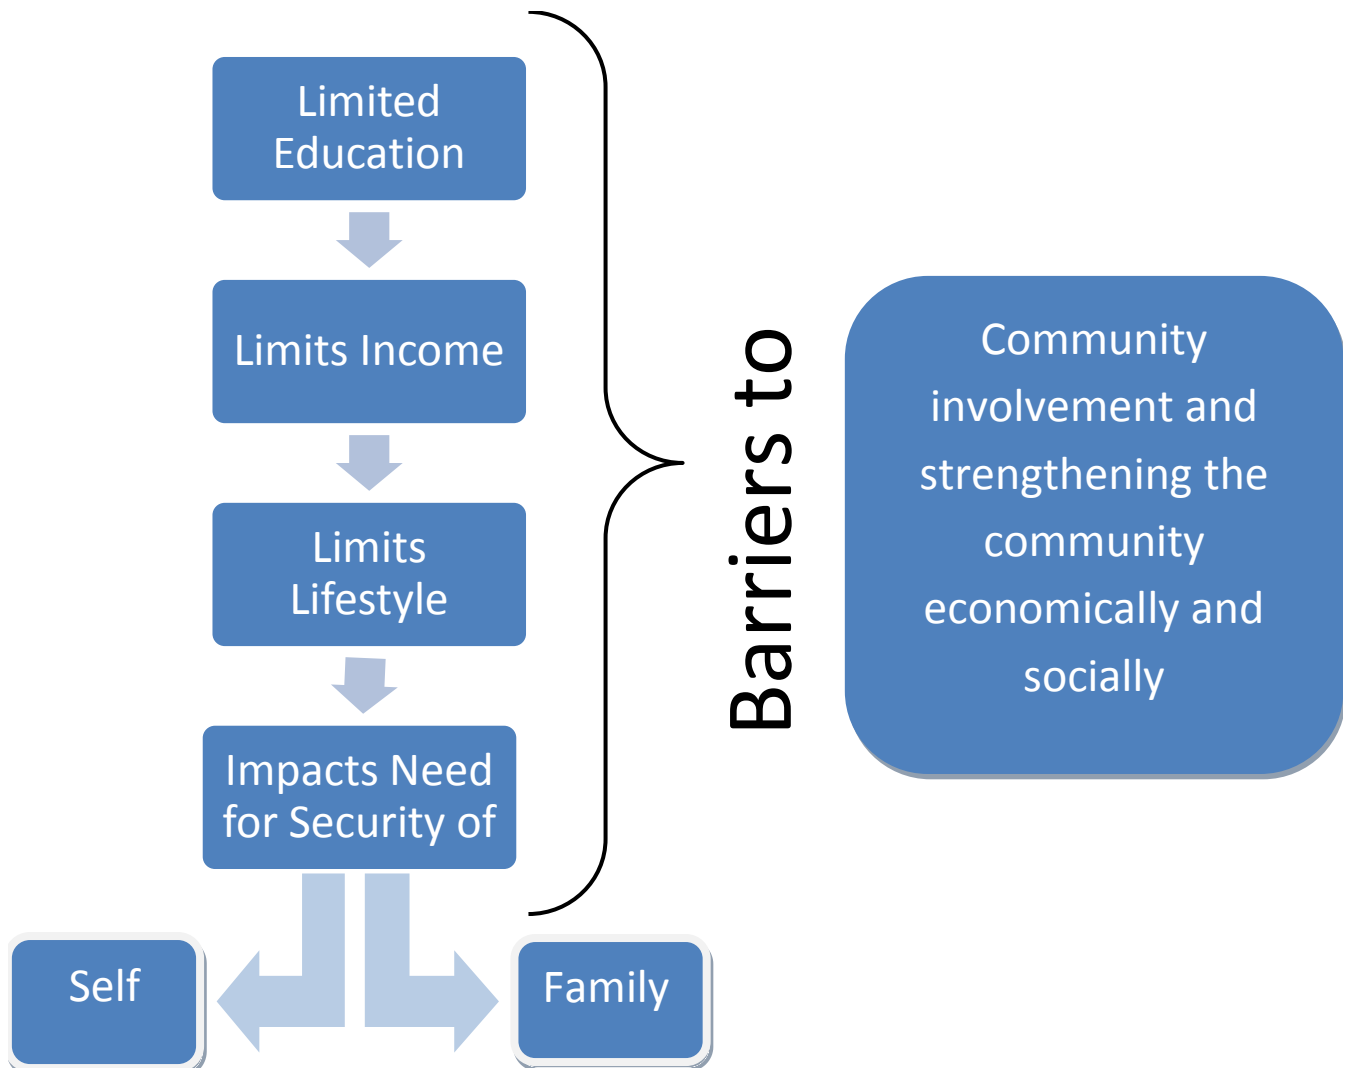 Limited
Education
Limits Income
Limits
Lifestyle
Impacts Need
for Security of
Self
Family
Barriers to
Community
involvement and
strengthening the
community
economically and
socially